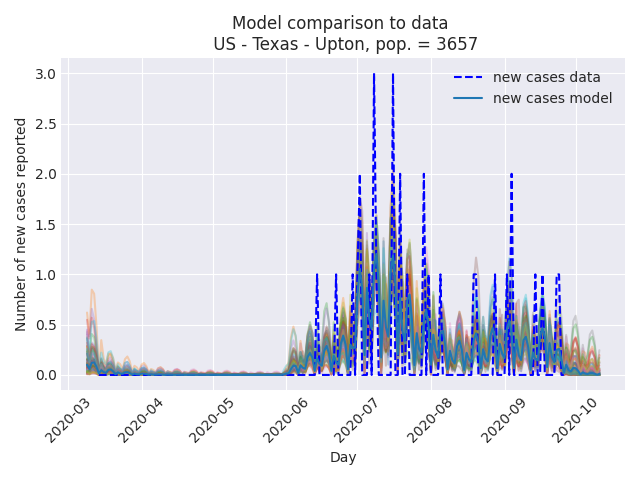 Model comparison to data
US - Texas - Upton, pop. = 3657
Number of new cases reported
3.0
2.5
2.0
1.5
1.0
0.5
0.0
new cases data
new cases model
2020-03
2020-04
2020-05
2020-06
2020-07
2020-08
2020-09
2020-10
Day